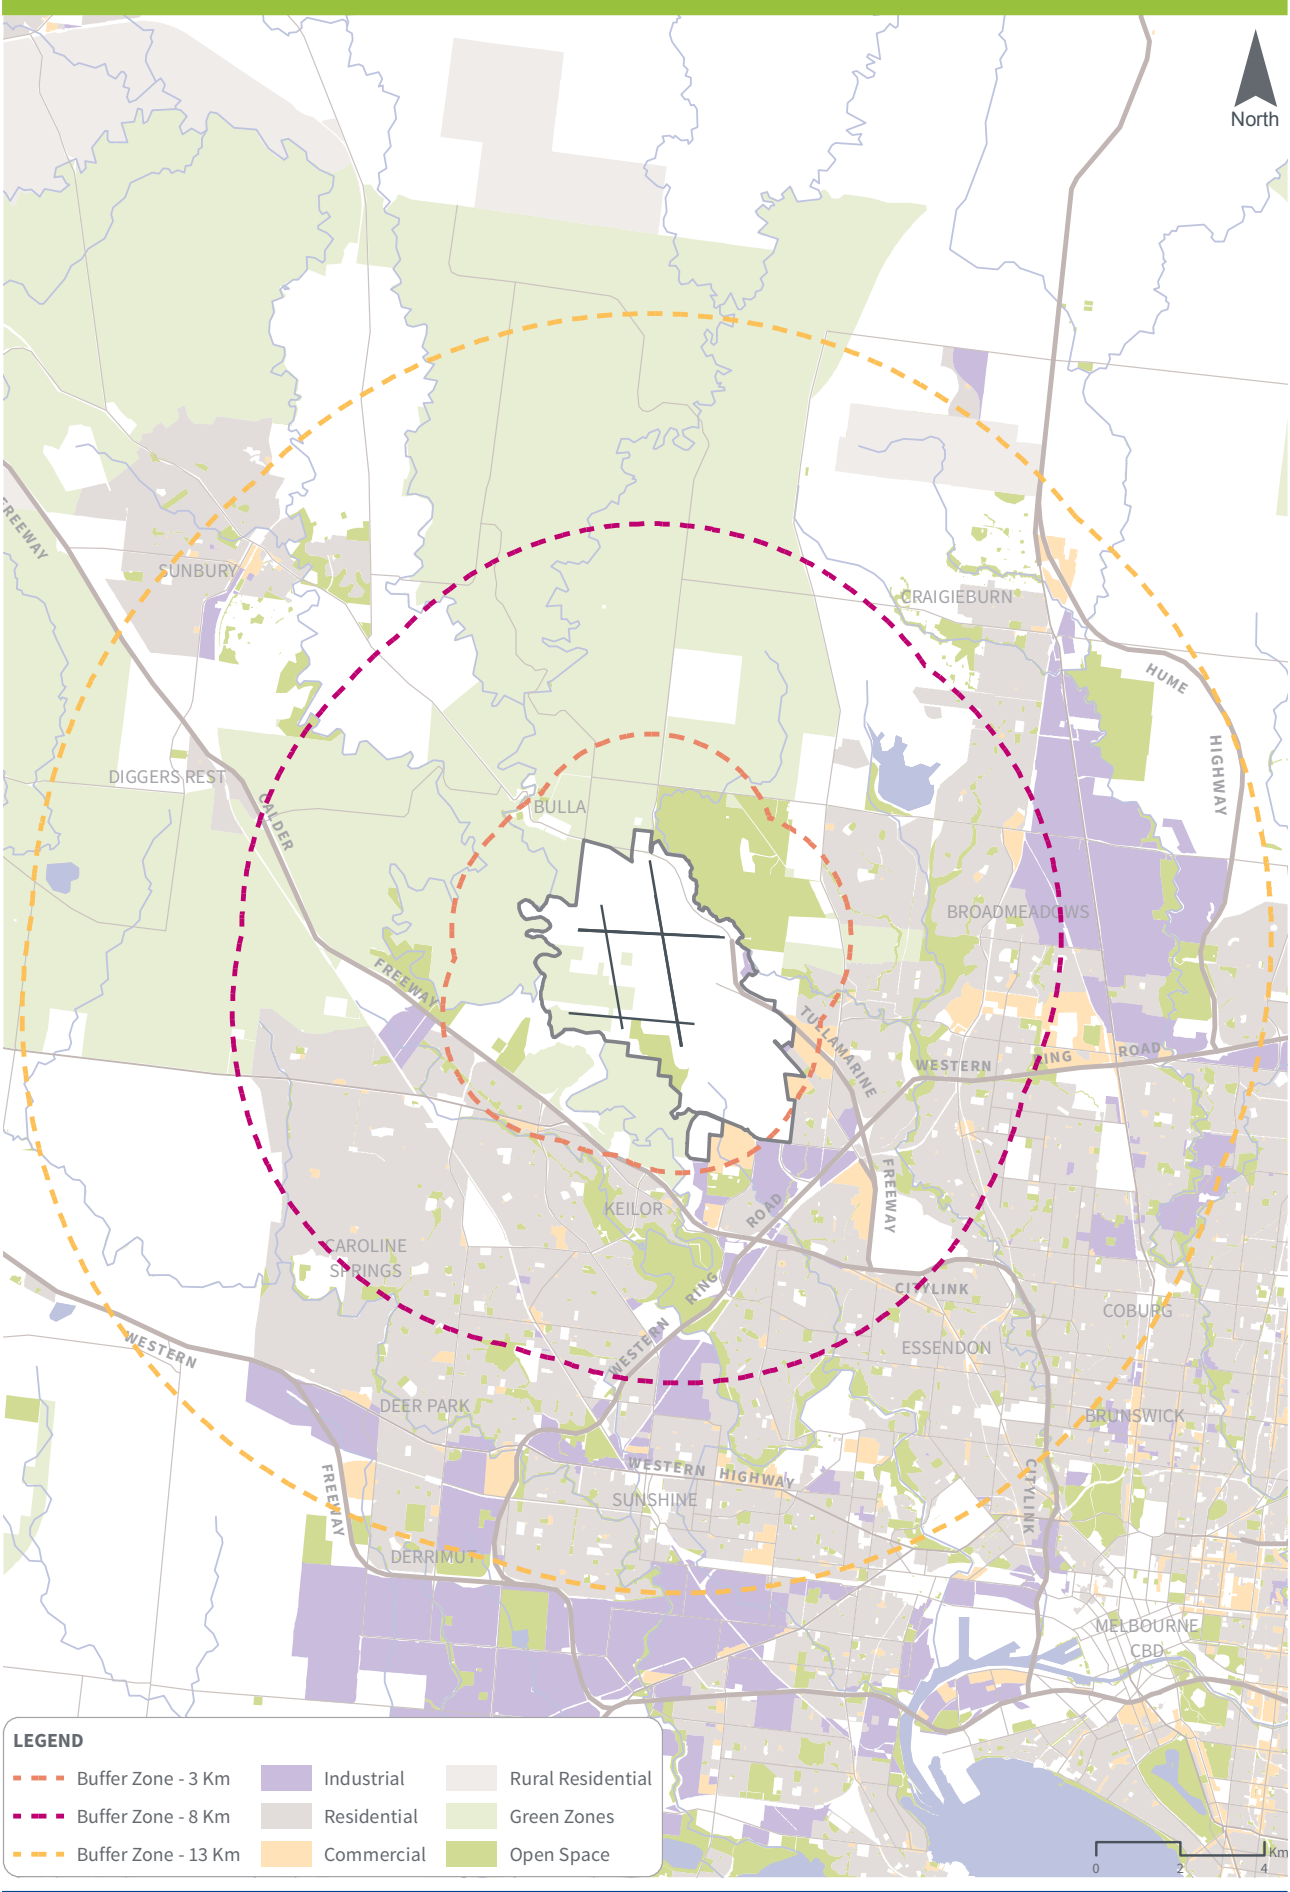 North
FREEWAY
SUNBURY
CRAIGIEBURN
HUME
HIGHWAY
DIGGERS REST
CALDER
BULLA
BROADMEADOWS
FREEWAY
TULLAMARINE
WESTERN
RING
ROAD
FREEWAY
KEILOR
ROAD
CAROLINE
SPRINGS
RING
CITYLINK
COBURG
WESTERN
WESTERN
ESSENDON
DEER PARK
BRUNSWICK
FREEWAY
WESTERN HIGHWAY
CITYLINK
SUNSHINE
DERRIMUT
MELBOURNE
CBD
LEGEND
Buffer Zone - 3 Km
Industrial
Rural Residential
Buffer Zone - 8 Km
Residential
Green Zones
Buffer Zone - 13 Km
Commercial
Open Space
Km
0 2 4